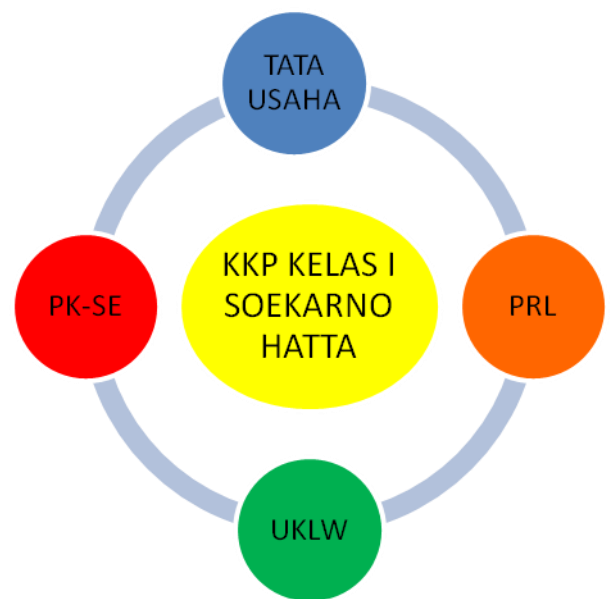 TATA
USAHA
KKP KELAS I
SOEKARNO
HATTA
PK-SE
PRL
UKLW